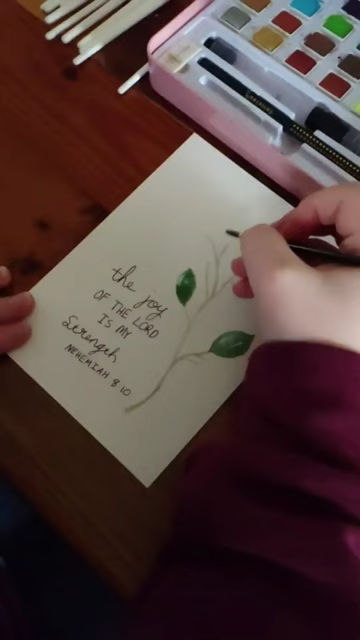 the joy
OF THE LORD
IS MY
Strength
NEHEMIAH 8:10